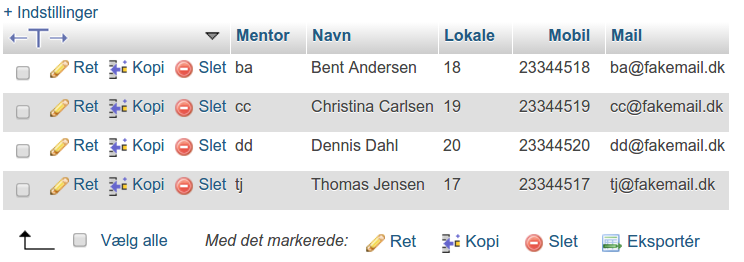 + Indstillinger
Mentor Navn Lokale Mobil Mail
Ret Kopi Slet ba Bent Andersen 18 23344518 ba@fakemail.dk
Ret Kopi Slet cc Christina Carlsen 19 23344519 cc@fakemail.dk
Ret Kopi Slet dd Dennis Dahl 20 23344520 dd@fakemail.dk
Ret Kopi Slet tj Thomas Jensen 17 23344517 tj@fakemail.dk
Vælg alle Med det markerede: Ret Kopi Slet Eksportér